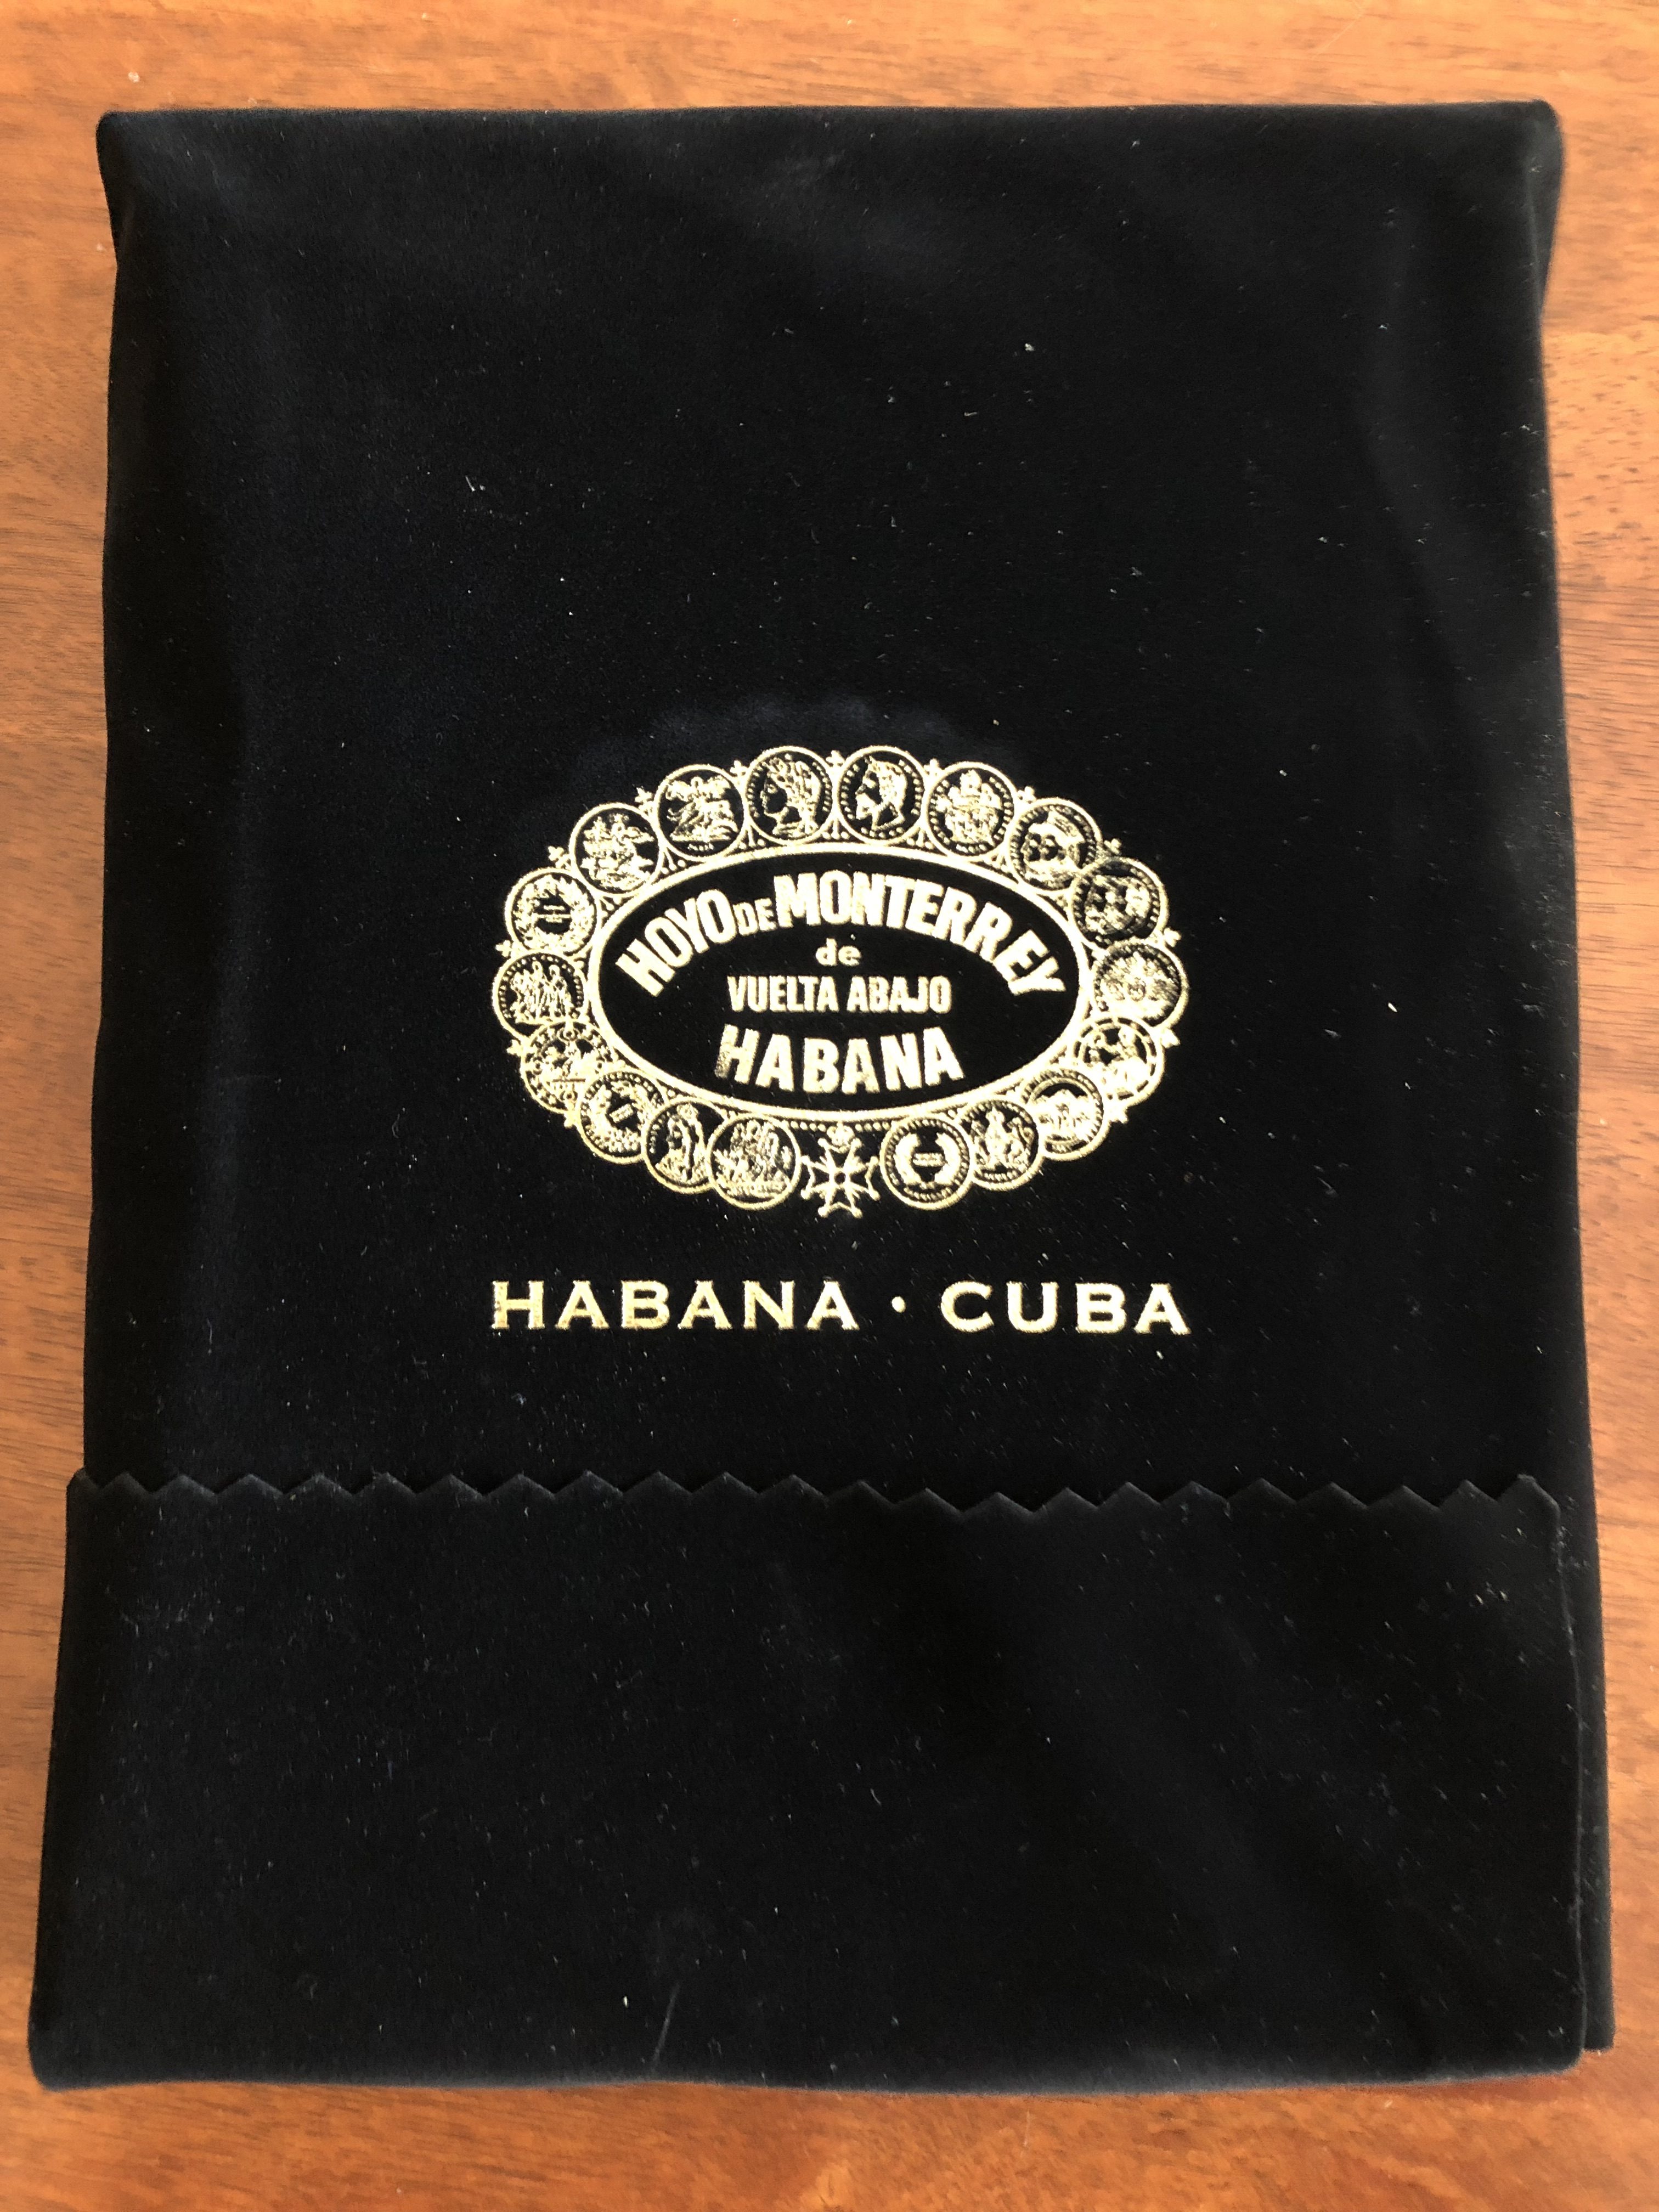 HOYO DE MONTERREY
de
VUELTA ABAJO
HABANA
HABANA · CUBA